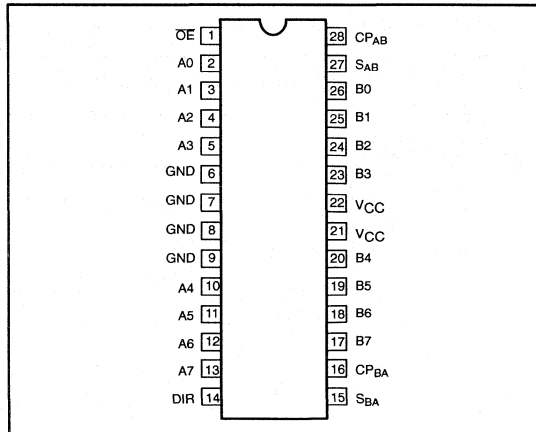 OE 1 28 CPAB
A0 2 27 SAB
A1 3 26 B0
A2 4 25 B1
A3 5 24 B2
GND 6 23 B3
GND 7 22 VCC
GND 8 21 VCC
GND 9 20 B4
A4 10 19 B5
A5 11 18 B6
A6 12 17 B7
A7 13 16 CPBA
DIR 14 15 SBA